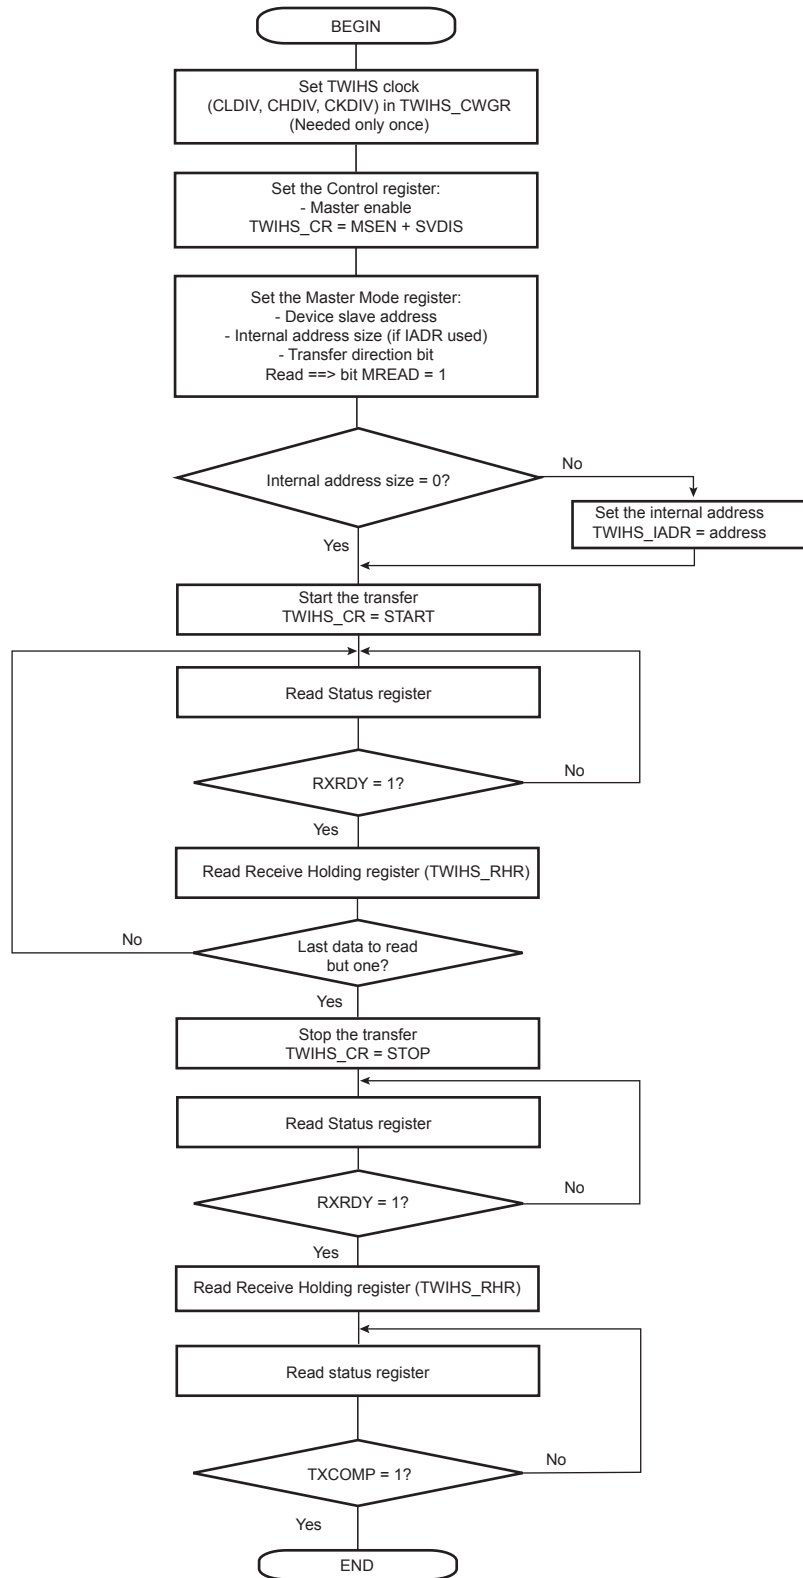 BEGIN
Set TWIHS clock
(CLDIV, CHDIV, CKDIV) in TWIHS_CWGR
(Needed only once)
Set the Control register:
- Master enable
TWIHS_CR = MSEN + SVDIS
Set the Master Mode register:
- Device slave address
- Internal address size (if IADR used)
- Transfer direction bit
Read ==> bit MREAD = 1
Internal address size = 0?
No
Set the internal address
TWIHS_IADR = address
Yes
Start the transfer
TWIHS_CR = START
Read Status register
RXRDY = 1?
No
Yes
Read Receive Holding register (TWIHS_RHR)
No
Last data to read
but one?
Yes
Stop the transfer
TWIHS_CR = STOP
Read Status register
RXRDY = 1?
No
Yes
Read Receive Holding register (TWIHS_RHR)
Read status register
TXCOMP = 1?
No
Yes
END